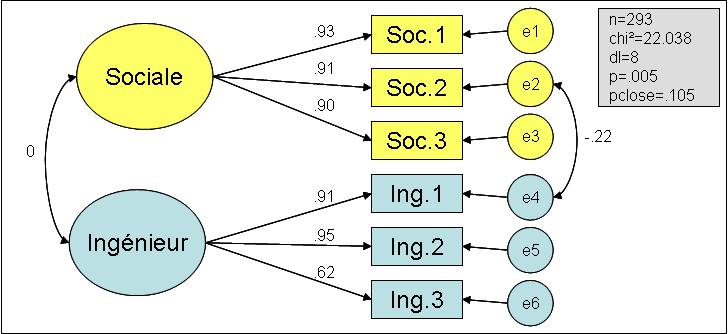 Sociale
Ingénieur
0
.93
.91
.90
.91
.95
.62
Soc.1
Soc.2
Soc.3
Ing.1
Ing.2
Ing.3
e1
e2
e3
e4
e5
e6
-.22
n=293
chi²=22.038
dl=8
p=.005
pclose=.105